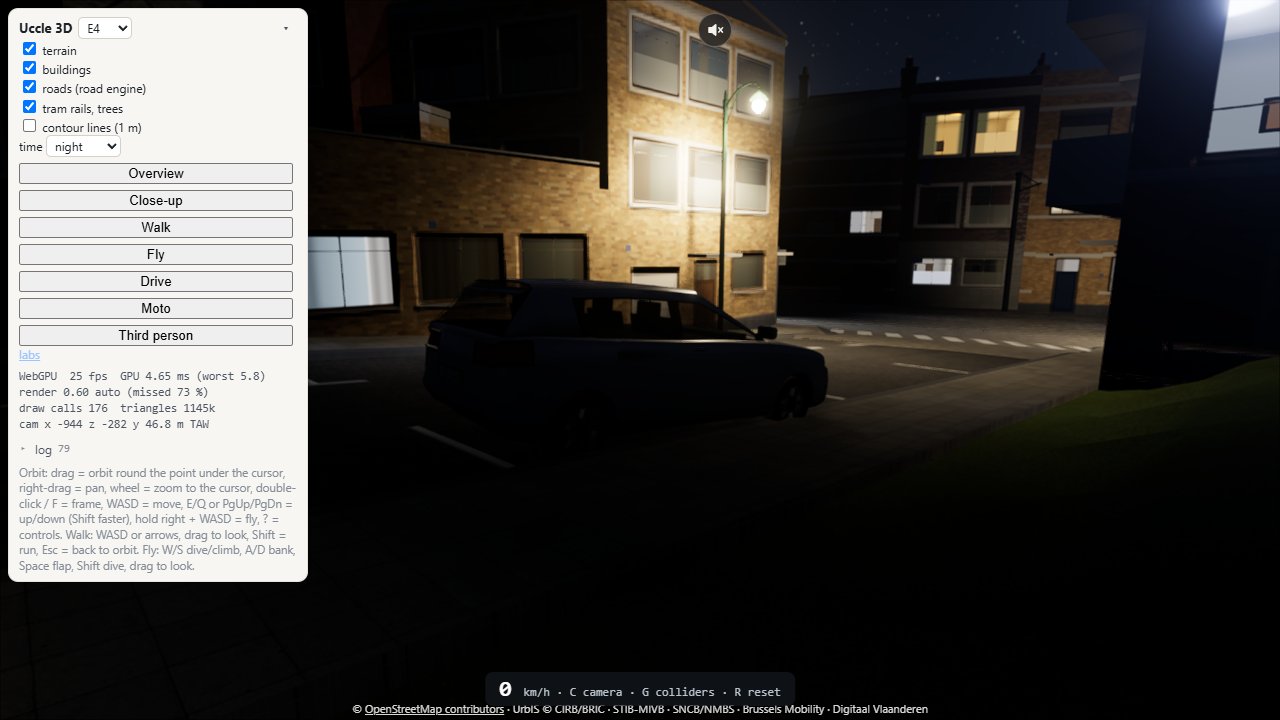 Uccle 3D E4
terrain
buildings
roads (road engine)
tram rails, trees
contour lines (1 m)
time night
Overview
Close-up
Walk
Fly
Drive
Moto
Third person
labs
WebGPU 25 fps GPU 4.65 ms (worst 5.8)
render 0.60 auto (missed 73 %)
draw calls 176 triangles 1145k
cam x -944 z -282 y 46.8 m TAW
log 79
Orbit: drag = orbit round the point under the cursor,
right-drag = pan, wheel = zoom to the cursor, double-
click / F = frame, WASD = move, E/Q or PgUp/PgDn =
up/down (Shift faster), hold right + WASD = fly, ? =
controls. Walk: WASD or arrows, drag to look, Shift =
run, Esc = back to orbit. Fly: W/S dive/climb, A/D bank,
Space flap, Shift dive, drag to look.
0 km/h · C camera · G colliders · R reset
© OpenStreetMap contributors · UrbIS © CIRB/BRIC · STIB-MIVB · SNCB/NMBS · Brussels Mobility · Digitaal Vlaanderen